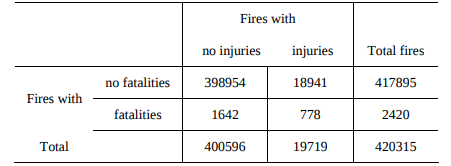 Fires with
no injuries injuries Total fires
no fatalities 398954 18941 417895
Fires with
fatalities 1642 778 2420
Total 400596 19719 420315